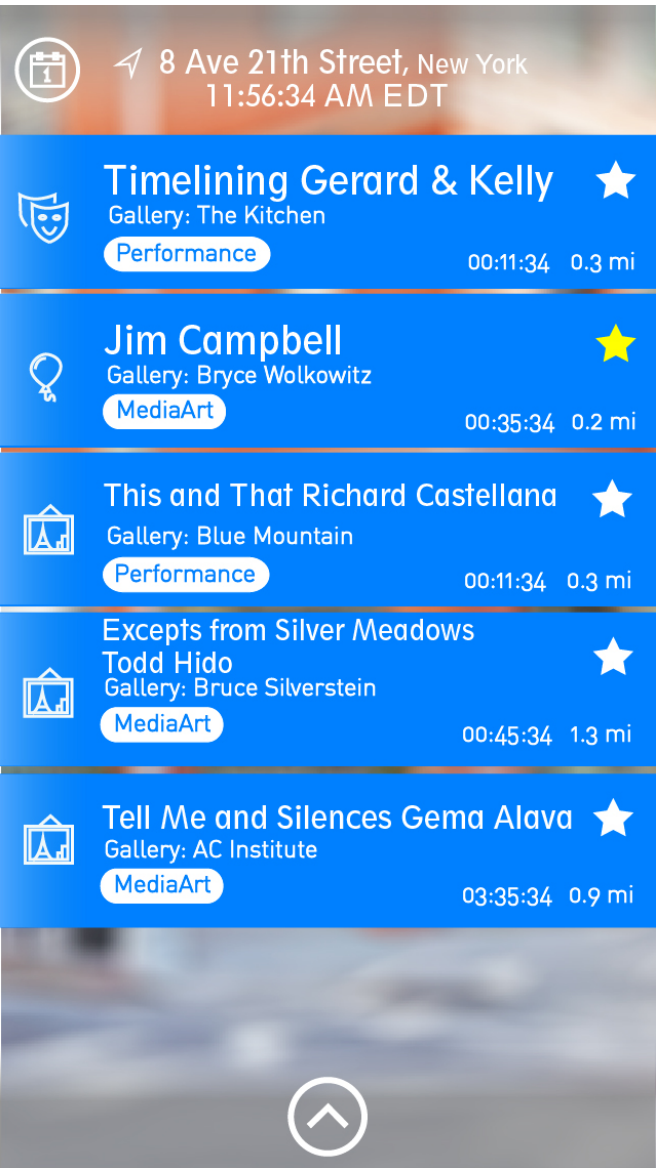 1
8 Ave 21th Street, New York
11:56:34 AM EDT
Timelining Gerard & Kelly
Gallery: The Kitchen
Performance
00:11:34 0.3 mi
Jim Campbell
Gallery: Bryce Wolkowitz
MediaArt
00:35:34 0.2 mi
This and That Richard Castellana
Gallery: Blue Mountain
Performance
00:11:34 0.3 mi
Excepts from Silver Meadows
Todd Hido
Gallery: Bruce Silverstein
MediaArt
00:45:34 1.3 mi
Tell Me and Silences Gema Alava
Gallery: AC Institute
MediaArt
03:35:34 0.9 mi